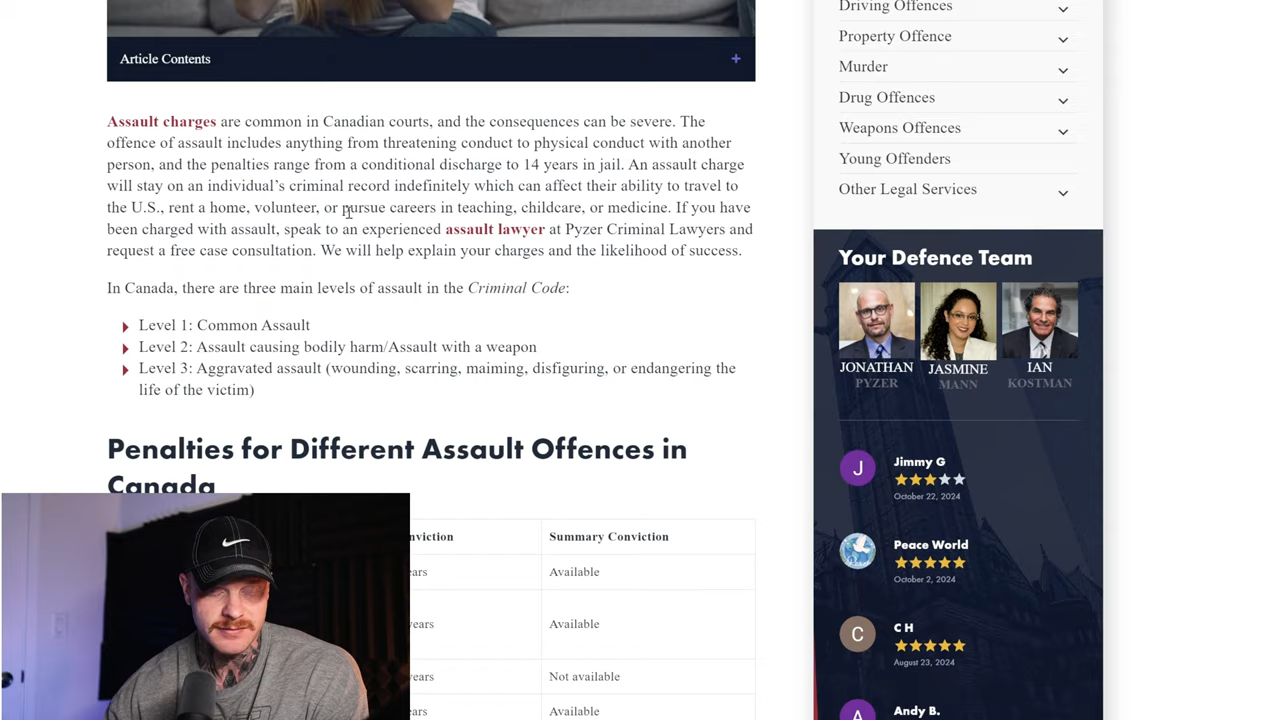 Article Contents
Assault charges are common in Canadian courts, and the consequences can be severe. The
offence of assault includes anything from threatening conduct to physical conduct with another
person, and the penalties range from a conditional discharge to 14 years in jail. An assault charge
will stay on an individual's criminal record indefinitely which can affect their ability to travel to
the U.S., rent a home, volunteer, or pursue careers in teaching, childcare, or medicine. If you have
been charged with assault, speak to an experienced assault lawyer at Pyzer Criminal Lawyers and
request a free case consultation. We will help explain your charges and the likelihood of success.
In Canada, there are three main levels of assault in the Criminal Code:
Level 1: Common Assault
Level 2: Assault causing bodily harm/Assault with a weapon
Level 3: Aggravated assault (wounding, scarring, maiming, disfiguring, or endangering the
life of the victim)
Penalties for Different Assault Offences in
Canada
nviction Summary Conviction
ears Available
years Available
years Not available
ears Available
Driving Offences
Property Offence
Murder
Drug Offences
Weapons Offences
Young Offenders
Other Legal Services
Your Defence Team
JONATHAN JASMINE IAN
PYZER MANN KOSTMAN
J Jimmy G
October 22, 2024
Peace World
October 2, 2024
C C H
August 23, 2024
A Andy B.